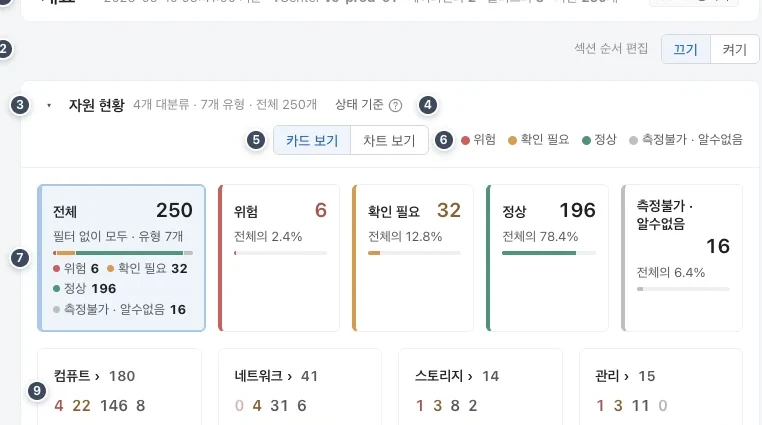 2
섹션 순서 편집 끄기 켜기
3 자원 현황 4개 대분류 · 7개 유형 · 전체 250개 상태 기준 ? 4
5 카드 보기 차트 보기 6 위험 확인 필요 정상 측정불가 · 알수없음
7
전체 250
필터 없이 모두 · 유형 7개
위험 6 확인 필요 32
정상 196
측정불가 · 알수없음 16
위험 6
전체의 2.4%
확인 필요 32
전체의 12.8%
정상 196
전체의 78.4%
측정불가 ·
알수없음
16
전체의 6.4%
9
컴퓨트 › 180
4 22 146 8
네트워크 › 41
0 4 31 6
스토리지 › 14
1 3 8 2
관리 › 15
1 3 11 0